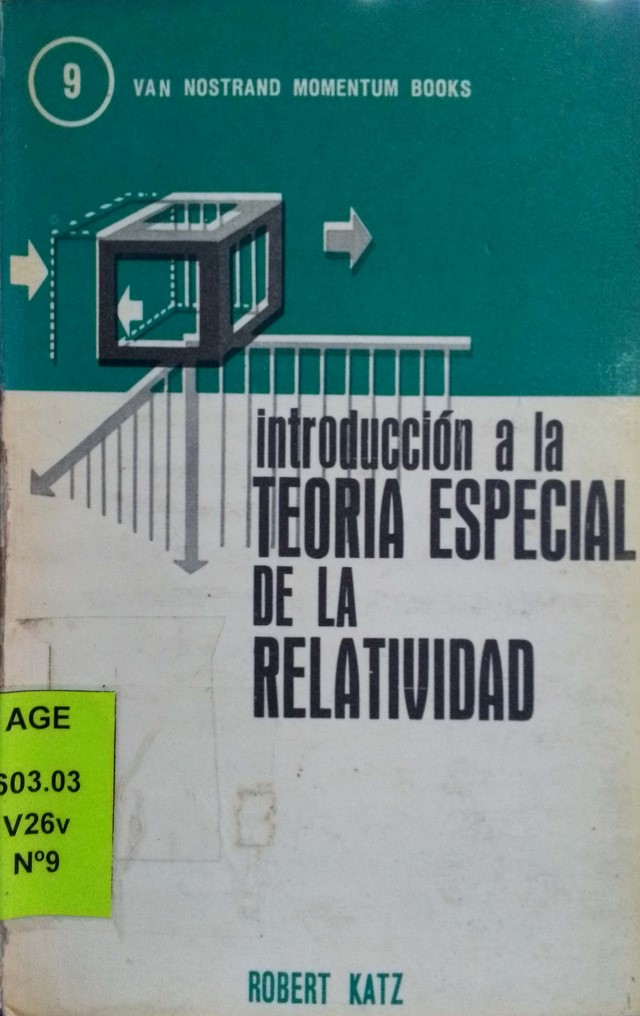 9
VAN NOSTRAND MOMENTUM BOOKS
introducción a la
TEORIA ESPECIAL
DE LA
RELATIVIDAD
AGE
603.03
V26v
Nº9
ROBERT KATZ